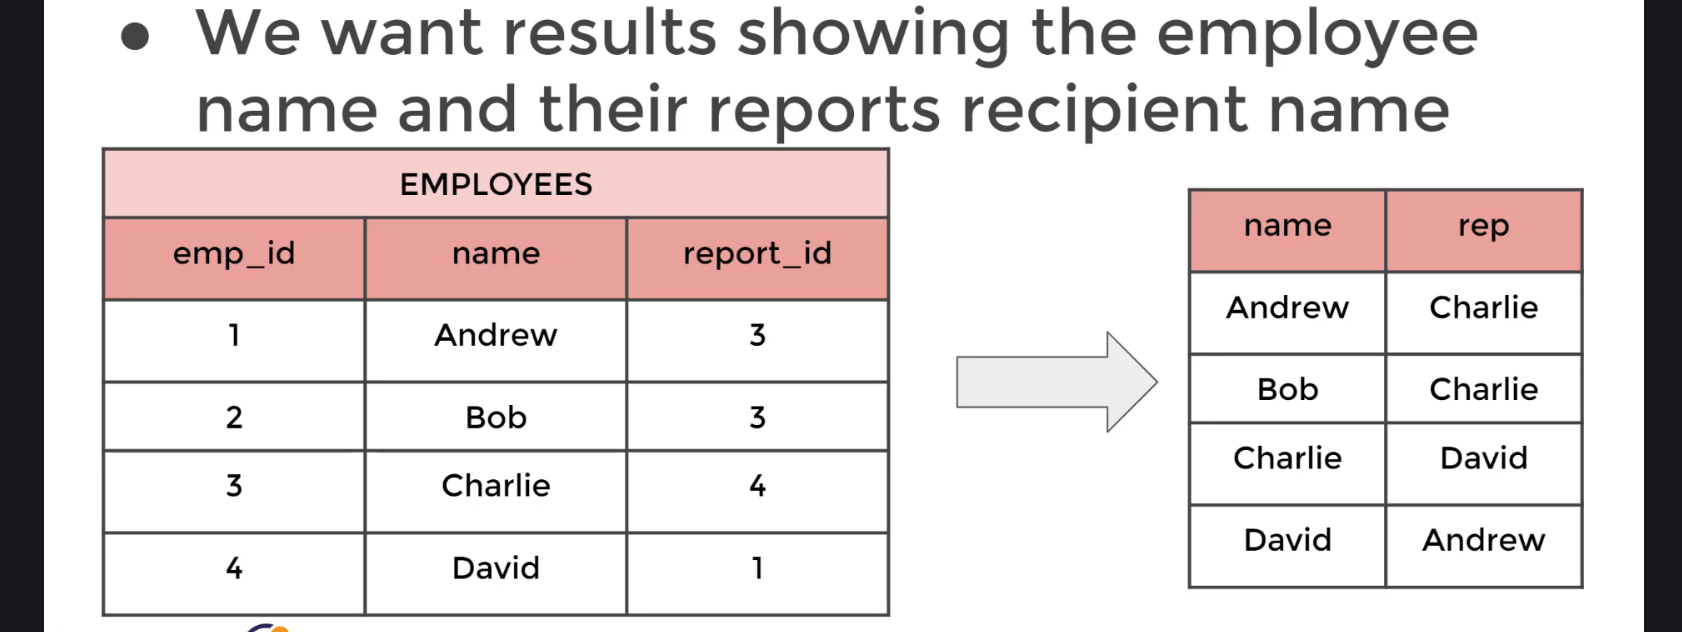 ● We want results showing the employee
name and their reports recipient name
EMPLOYEES
emp_id name report_id
1 Andrew 3
2 Bob 3
3 Charlie 4
4 David 1
name rep
Andrew Charlie
Bob Charlie
Charlie David
David Andrew